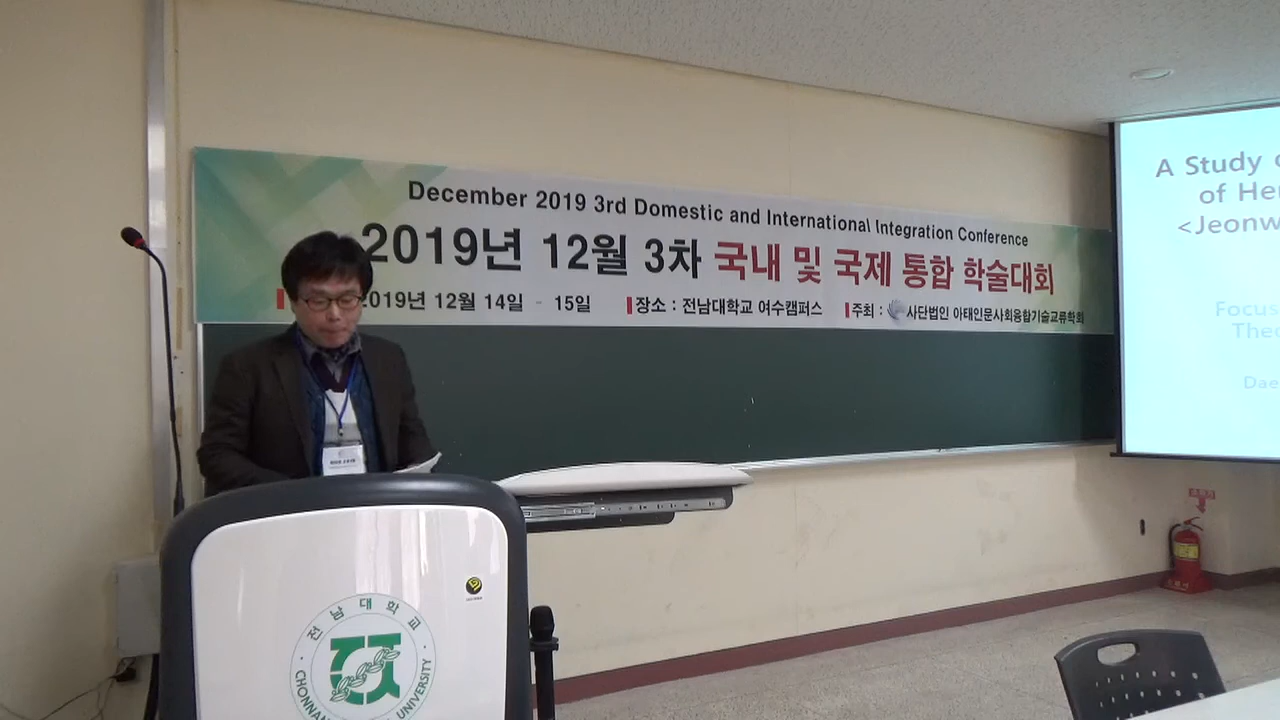 December 2019 3rd Domestic and International Integration Conference
2019년 12월 3차 국내 및 국제 통합 학술대회
2019년 12월 14일 - 15일 장소 : 전남대학교 여수캠퍼스 주최 : 사단법인 아태인문사회융합기술교류학회
A Study
of He
<Jeonw
Focus
Theo
Dae
전남대학교
CHONNAN UNIVERSITY